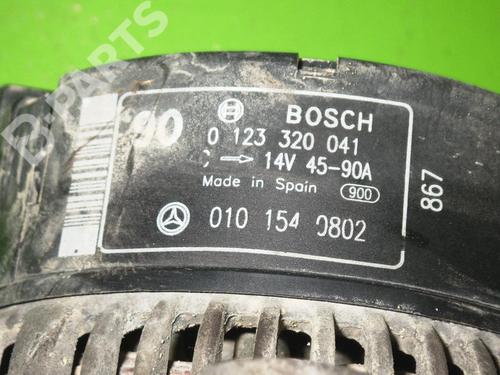 B-PARTS
90
BOSCH
0 123 320 041
14V 45-90A
Made in Spain 900
010 154 0802
867